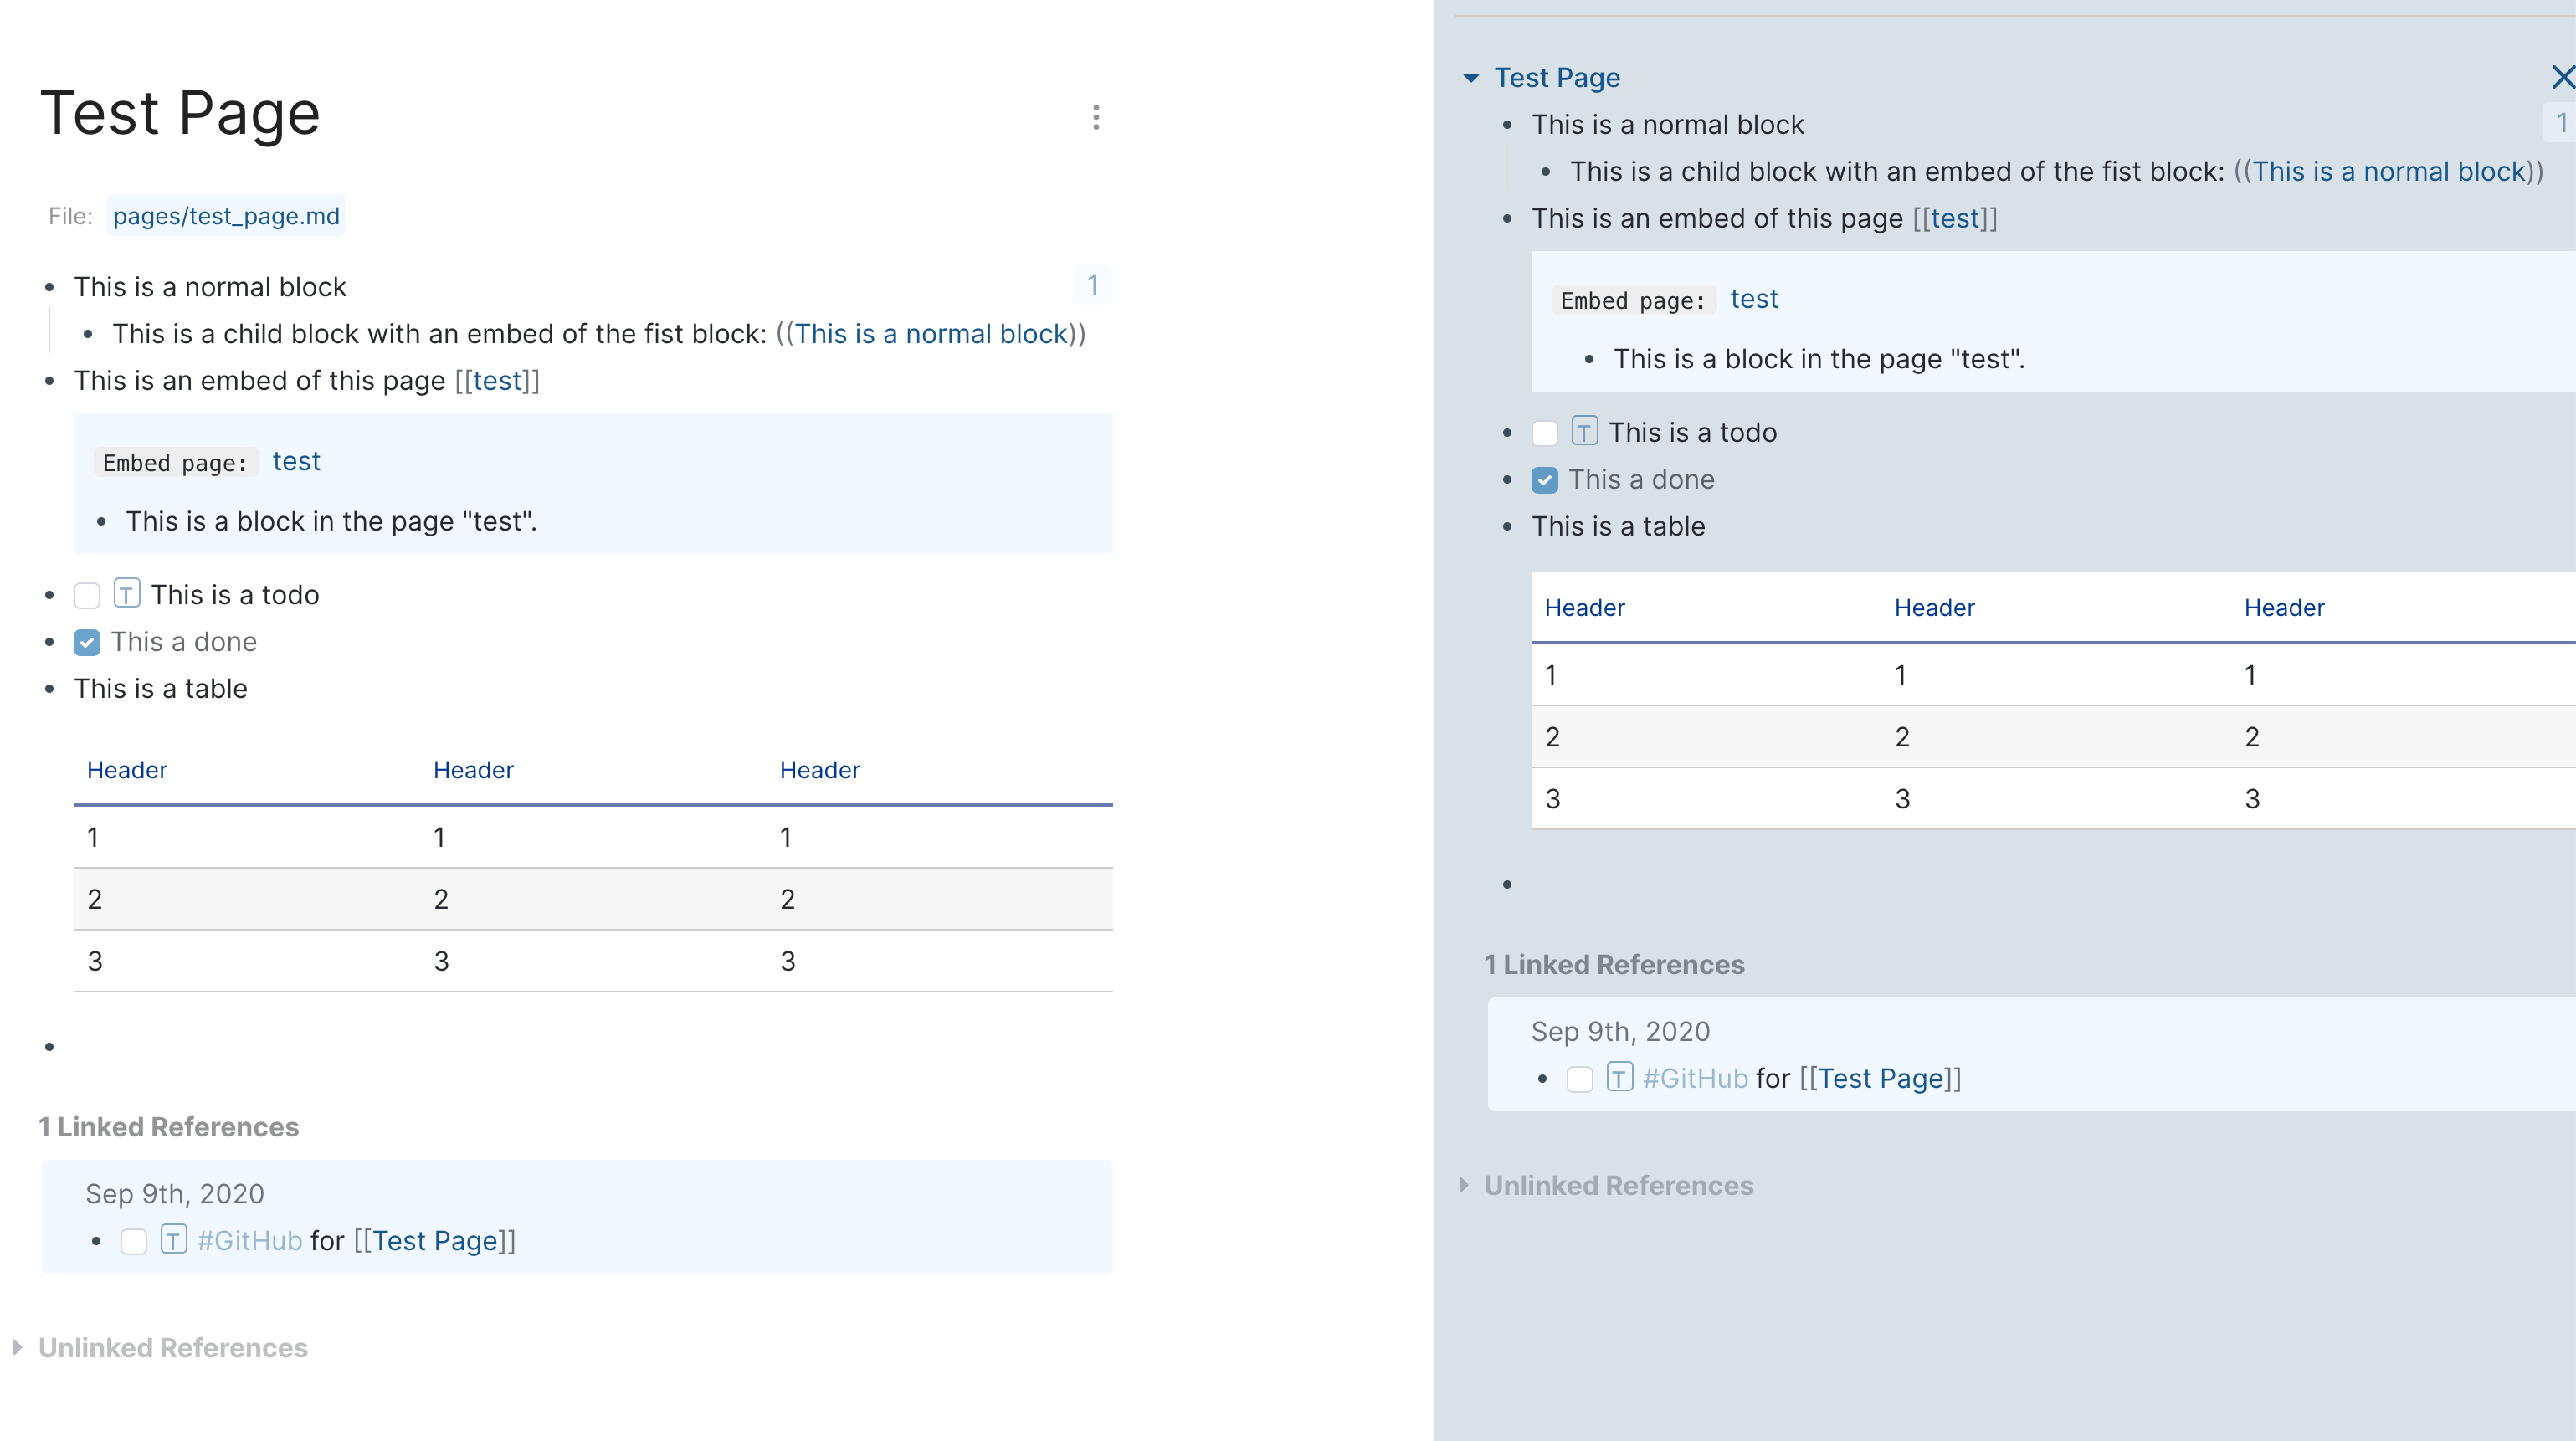 Test Page
File: pages/test_page.md
This is a normal block 1
This is a child block with an embed of the fist block: ((This is a normal block))
This is an embed of this page [[test]]
Embed page: test
This is a block in the page "test".
T This is a todo
This a done
This is a table
Header Header Header
1 1 1
2 2 2
3 3 3
1 Linked References
Sep 9th, 2020
T #GitHub for [[Test Page]]
Unlinked References
Test Page
This is a normal block 1
This is a child block with an embed of the fist block: ((This is a normal block))
This is an embed of this page [[test]]
Embed page: test
This is a block in the page "test".
T This is a todo
This a done
This is a table
Header Header Header
1 1 1
2 2 2
3 3 3
1 Linked References
Sep 9th, 2020
T #GitHub for [[Test Page]]
Unlinked References